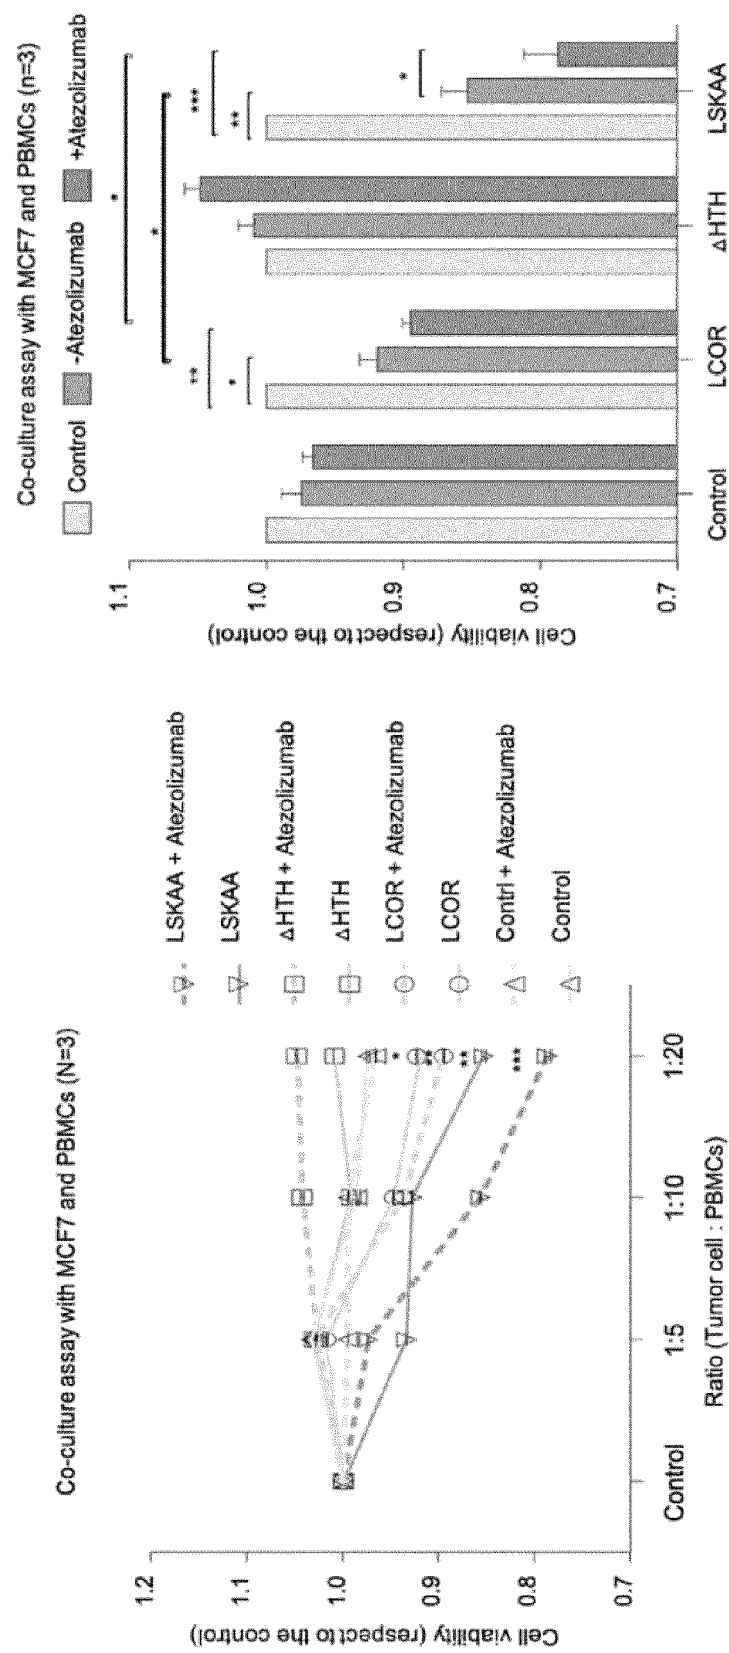 Co-culture assay with MCF7 and PBMCs (N=3)
Cell viability (respect to the control)
1.2
1.1
1.0
0.9
0.8
0.7
Control
1:5
1:10
1:20
Ratio (Tumor cell : PBMCs)
*
**
**
***
LSKAA + Atezolizumab
LSKAA
ΔHTH + Atezolizumab
ΔHTH
LCOR + Atezolizumab
LCOR
Contrl + Atezolizumab
Control
Co-culture assay with MCF7 and PBMCs (n=3)
Control
-Atezolizumab
+Atezolizumab
Cell viability (respect to the control)
1.1
1.0
0.9
0.8
0.7
*
*
**
*
***
**
*
Control
LCOR
ΔHTH
LSKAA